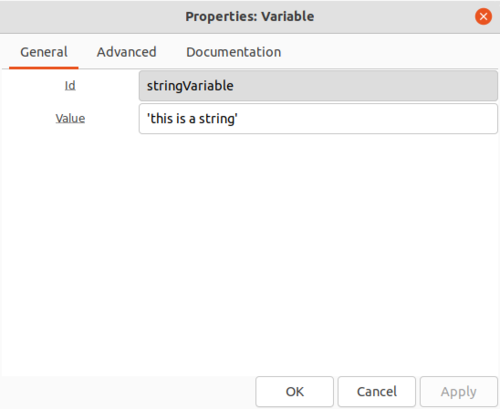 Properties: Variable
General Advanced Documentation
Id stringVariable
Value 'this is a string'
OK Cancel Apply